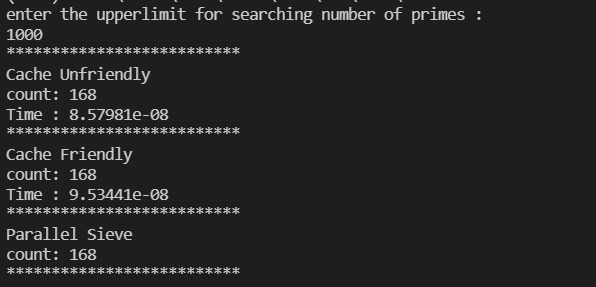 enter the upperlimit for searching number of primes :
1000
**************************
Cache Unfriendly
count: 168
Time : 8.57981e-08
**************************
Cache Friendly
count: 168
Time : 9.53441e-08
**************************
Parallel Sieve
count: 168
**************************